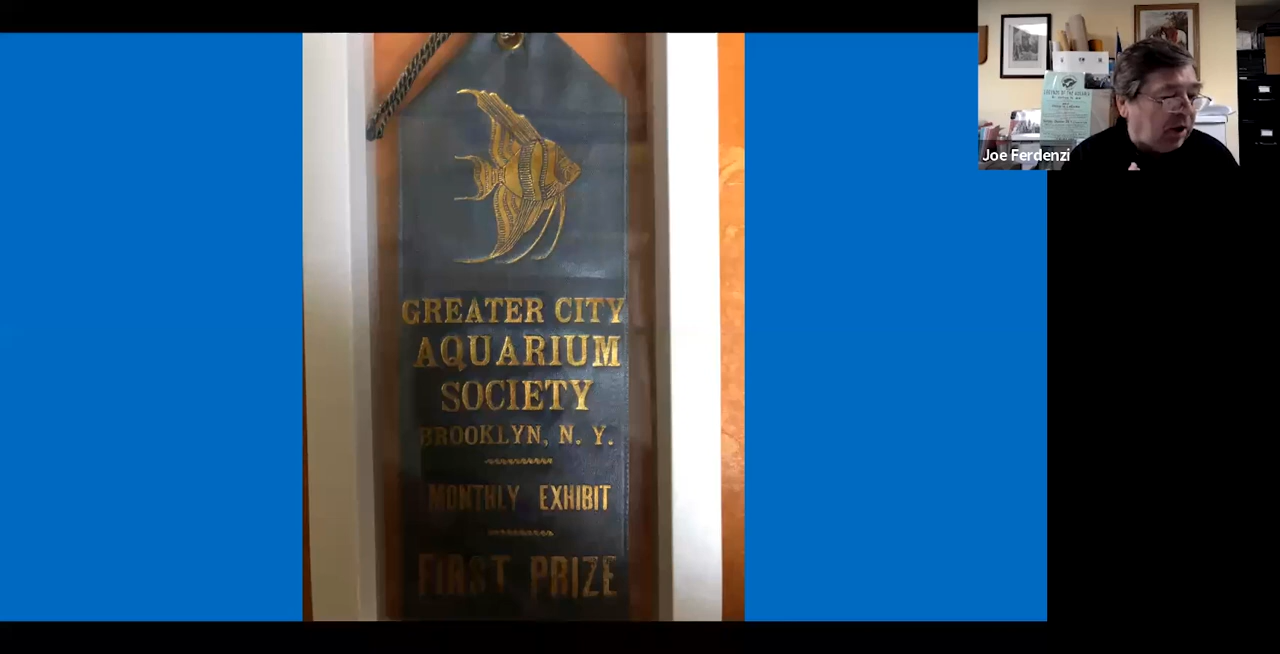 GREATER CITY
AQUARIUM
SOCIETY
BROOKLYN, N. Y.
MONTHLY EXHIBIT
FIRST PRIZE
Joe Ferdenzi